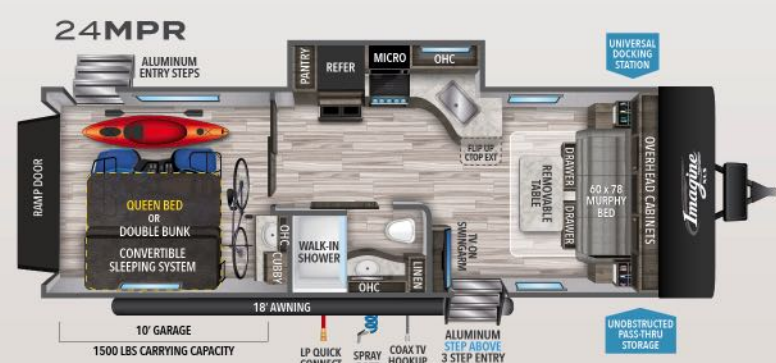 24MPR
ALUMINUM
ENTRY STEPS
PANTRY
REFER
MICRO
OHC
UNIVERSAL
DOCKING
STATION
RAMP DOOR
QUEEN BED
OR
DOUBLE BUNK
CONVERTIBLE
SLEEPING SYSTEM
FLIP UP
CTOP EXT
REMOVABLE
TABLE
DRAWER
DRAWER
60 x 78
MURPHY
BED
OVERHEAD CABINETS
Imagine
XLS
OHC
CUBBY
WALK-IN
SHOWER
OHC
LINEN
TV ON
SWINGARM
18' AWNING
10' GARAGE
1500 LBS CARRYING CAPACITY
LP QUICK
CONNECT
SPRAY
COAX TV
HOOKUP
ALUMINUM
STEP ABOVE
3 STEP ENTRY
UNOBSTRUCTED
PASS-THRU
STORAGE